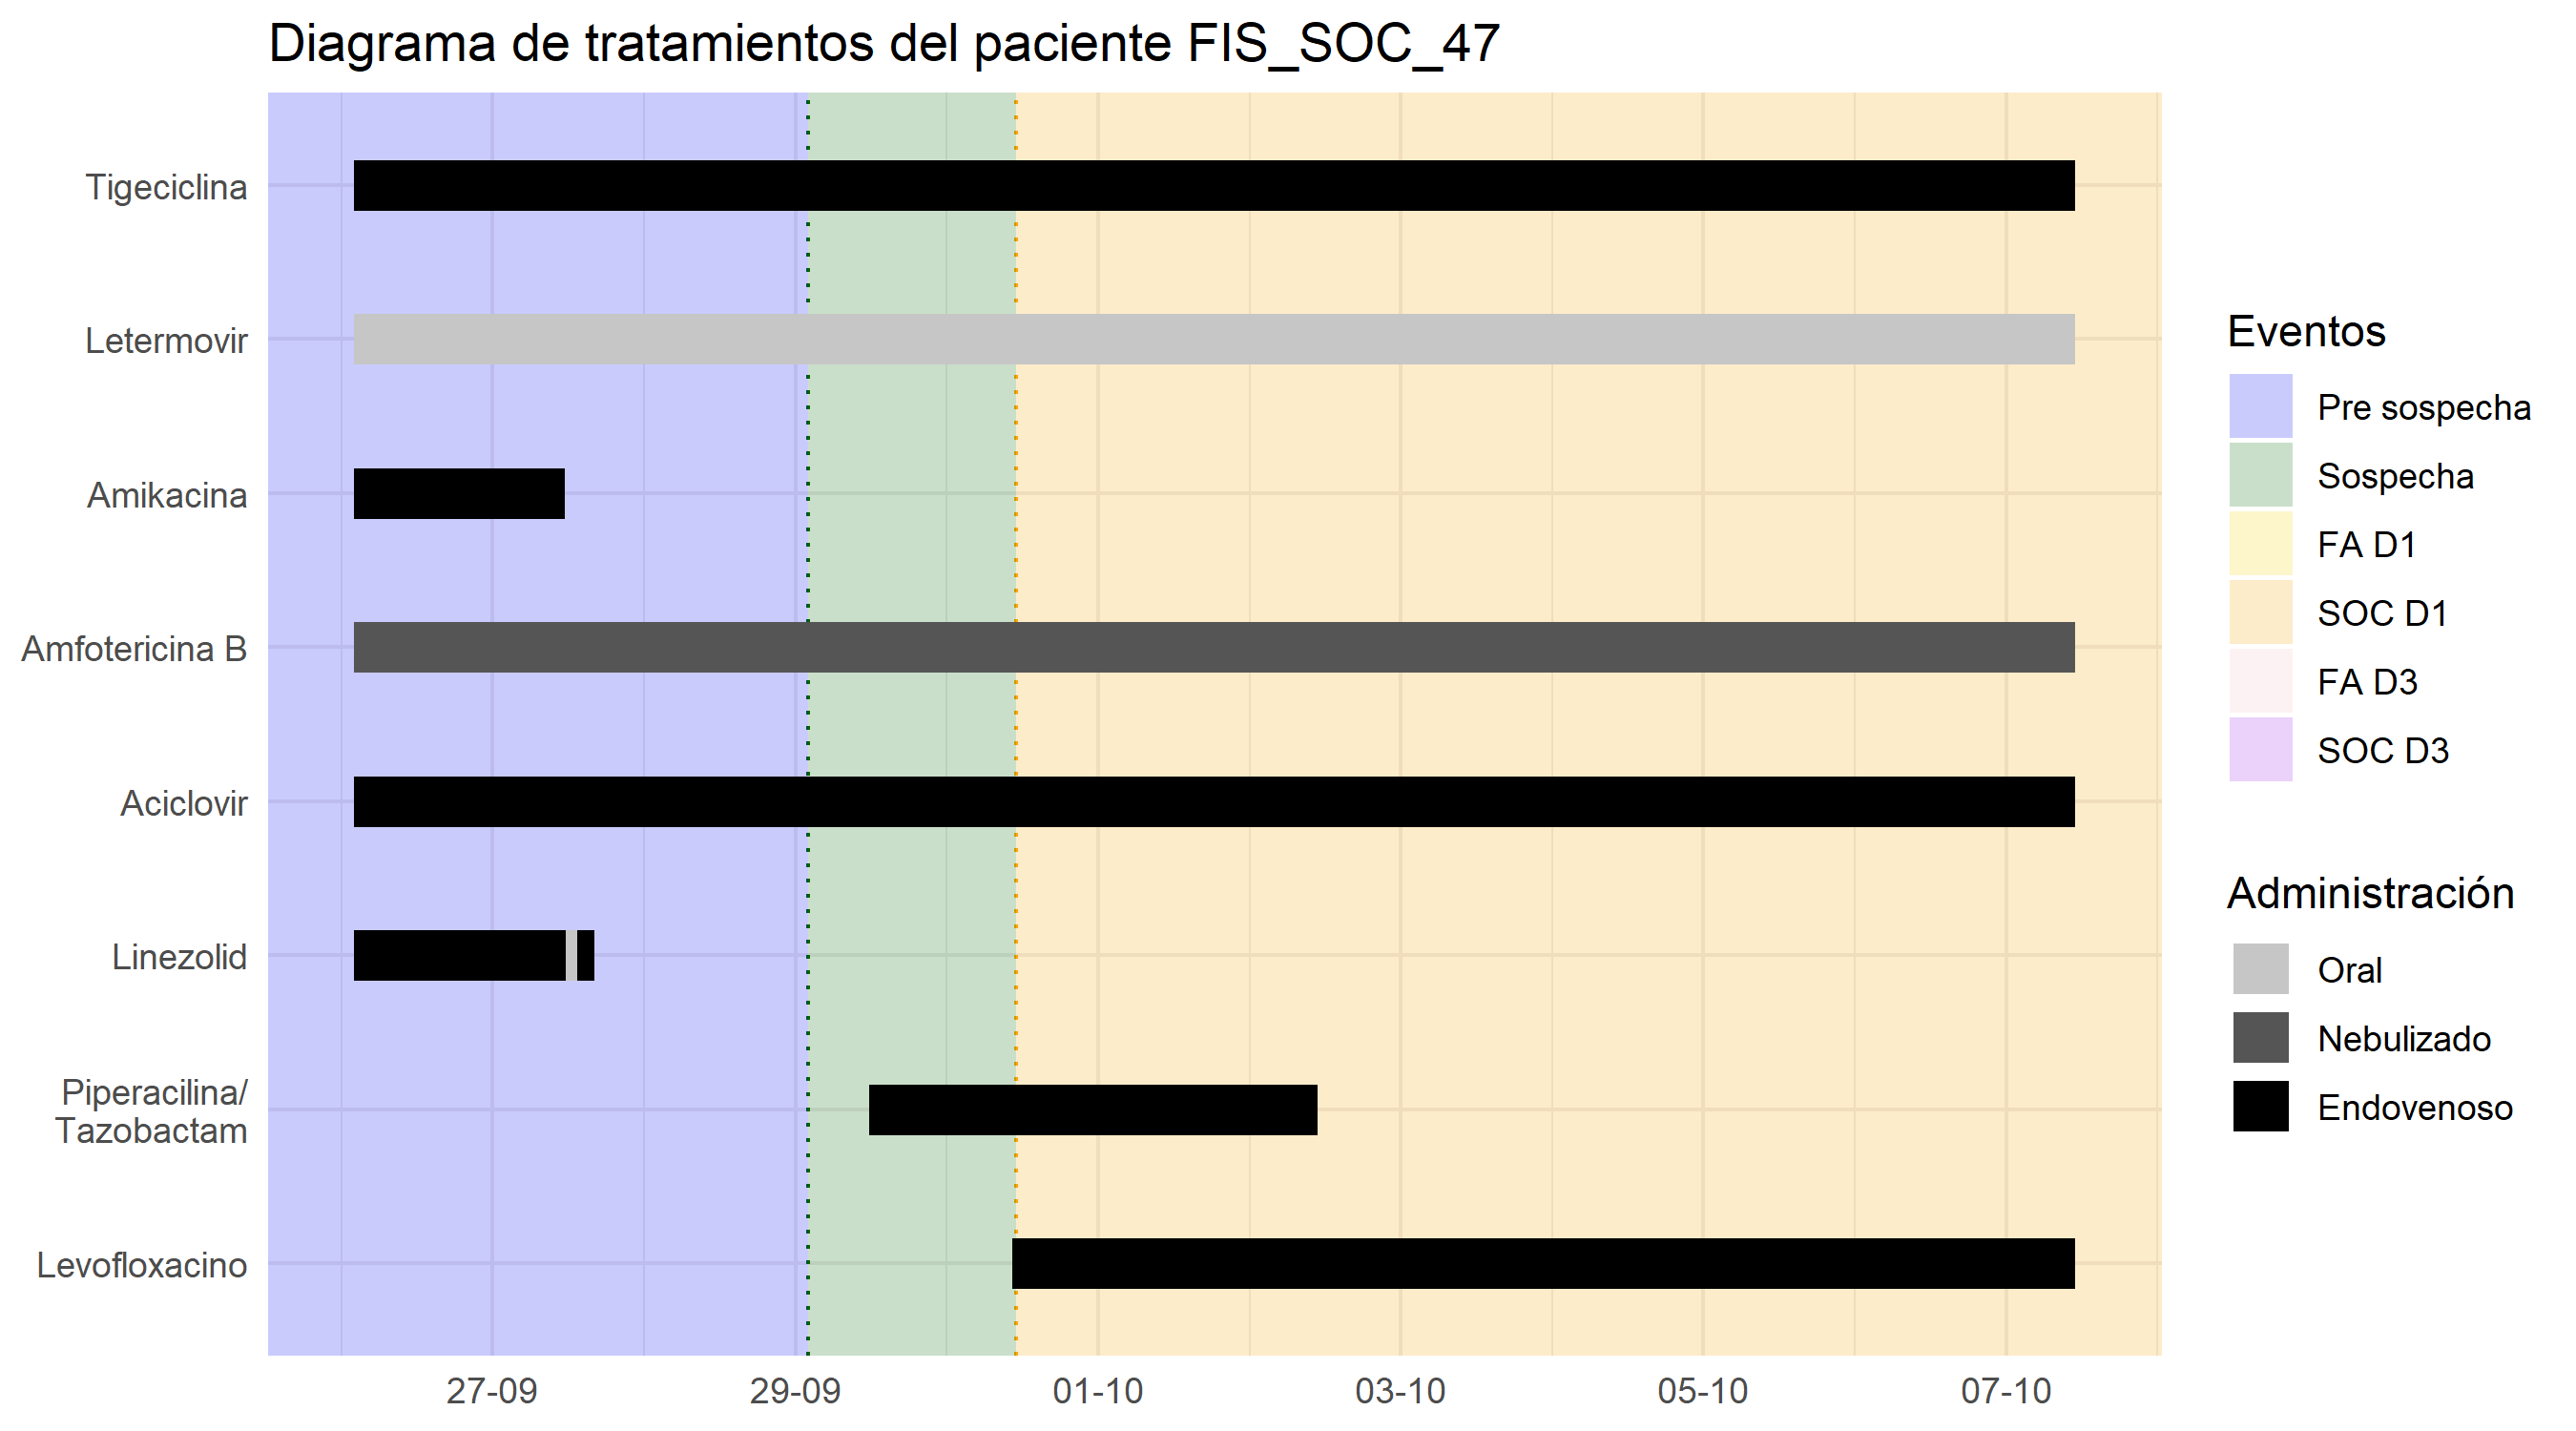 Diagrama de tratamientos del paciente FIS_SOC_47
Tigeciclina
Letermovir
Amikacina
Amfotericina B
Aciclovir
Linezolid
Piperacilina/
Tazobactam
Levofloxacino
27-09
29-09
01-10
03-10
05-10
07-10
Eventos
Pre sospecha
Sospecha
FA D1
SOC D1
FA D3
SOC D3
Administración
Oral
Nebulizado
Endovenoso